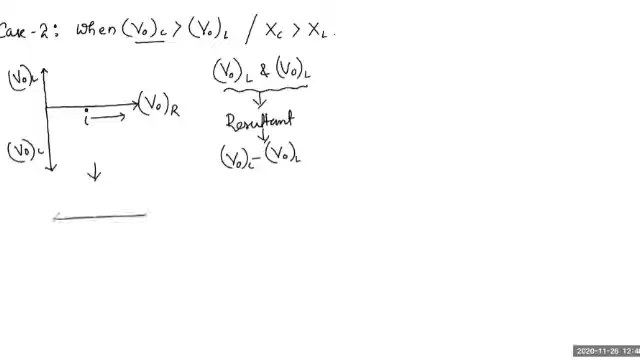 Case-2: When (V0)c > (V0)L / Xc > XL.
(V0)L
(V0)R
i
(V0)c
(V0)L & (V0)L
Resultant
(V0)c - (V0)L
2020-11-26 12:4